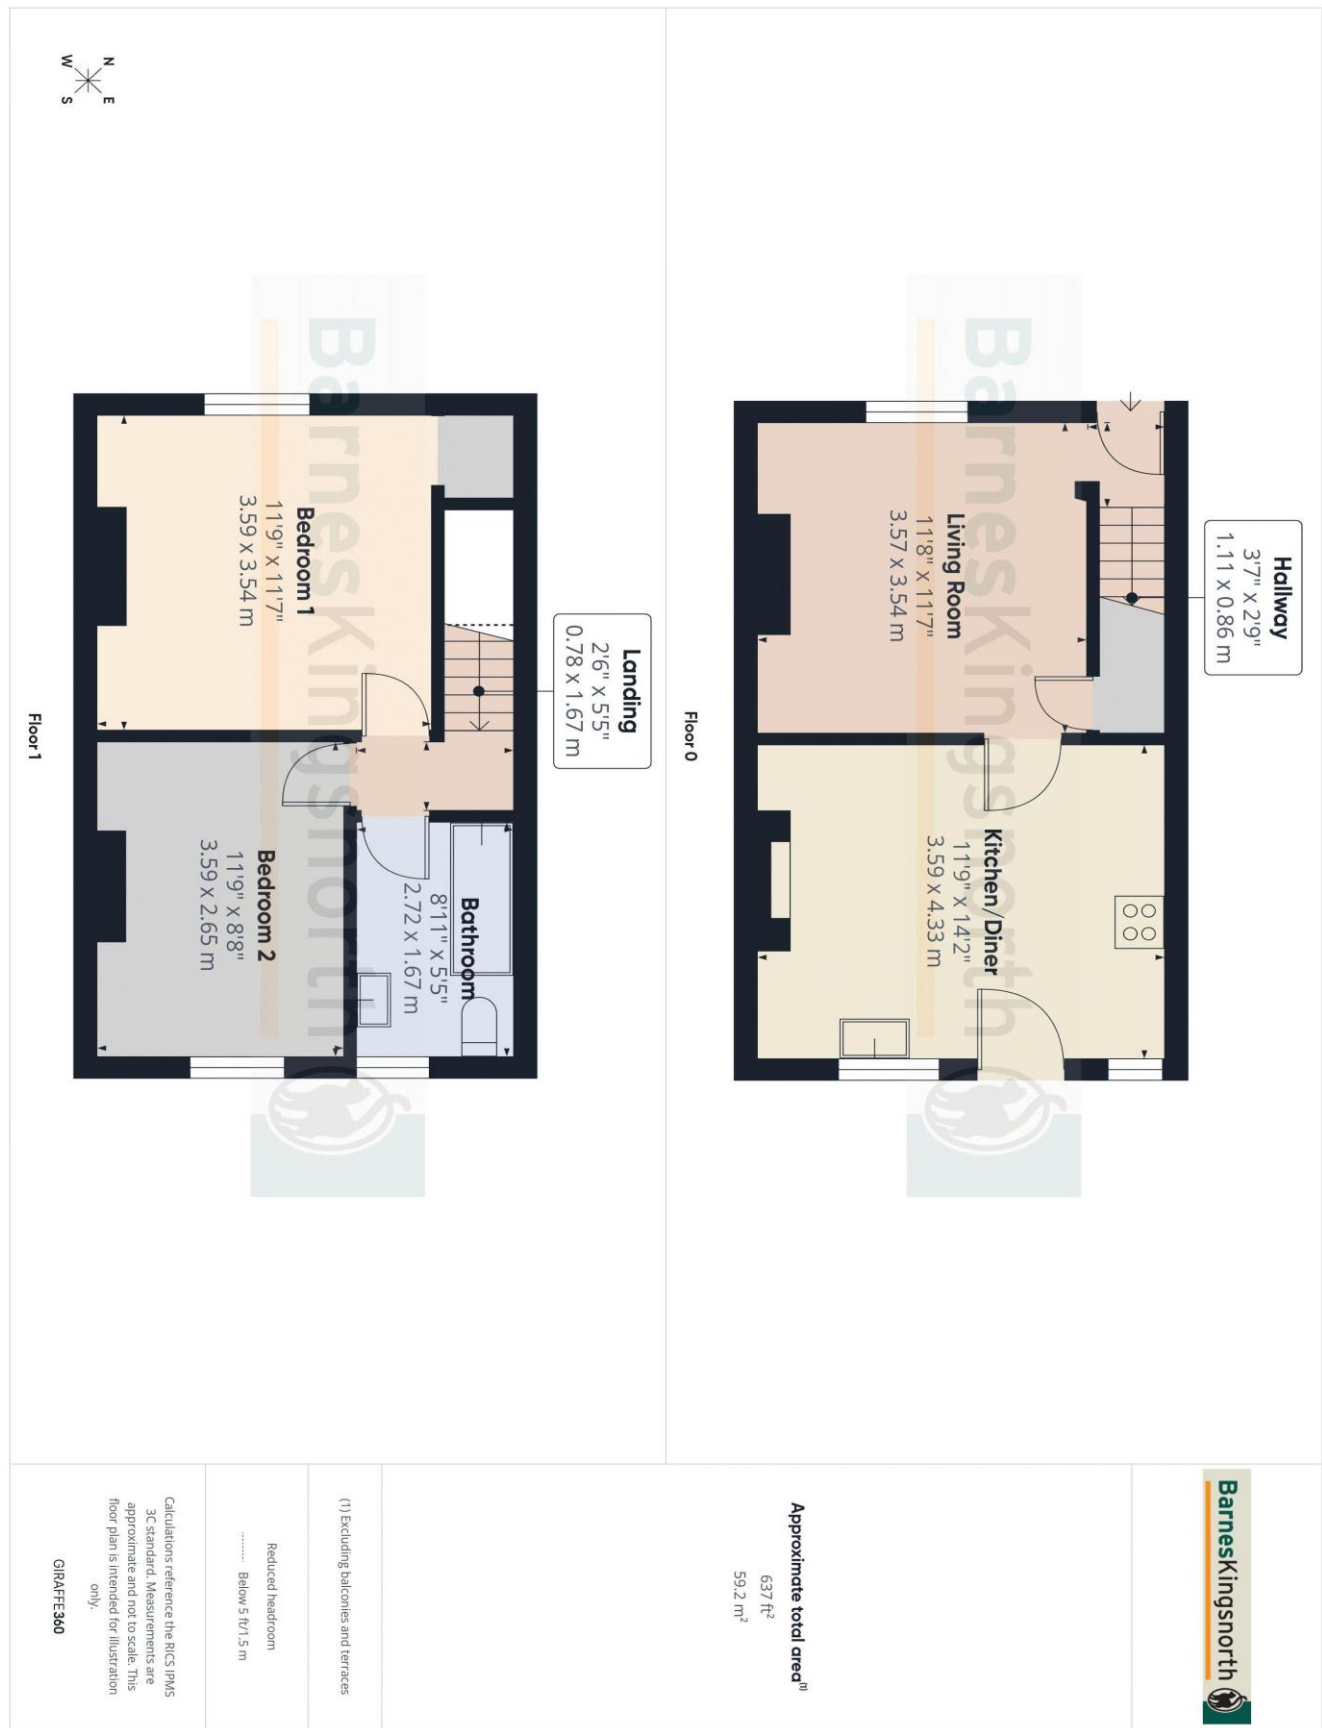 Hallway
3'7" x 2'9"
1.11 x 0.86 m
Living Room
11'8" x 11'7"
3.57 x 3.54 m
Kitchen/Diner
11'9" x 14'2"
3.59 x 4.33 m
Floor 0
Landing
2'6" x 5'5"
0.78 x 1.67 m
Bathroom
8'11" x 5'5"
2.72 x 1.67 m
Bedroom 1
11'9" x 11'7"
3.59 x 3.54 m
Bedroom 2
11'9" x 8'8"
3.59 x 2.65 m
Floor 1
N
E
S
W
BarnesKingsnorth
BarnesKingsnorth
BarnesKingsnorth
Approximate total area(1)
637 ft²
59.2 m²
(1) Excluding balconies and terraces
Reduced headroom
Below 5 ft/1.5 m
Calculations reference the RICS IPMS
3C standard. Measurements are
approximate and not to scale. This
floor plan is intended for illustration
only.
GIRAFFE360